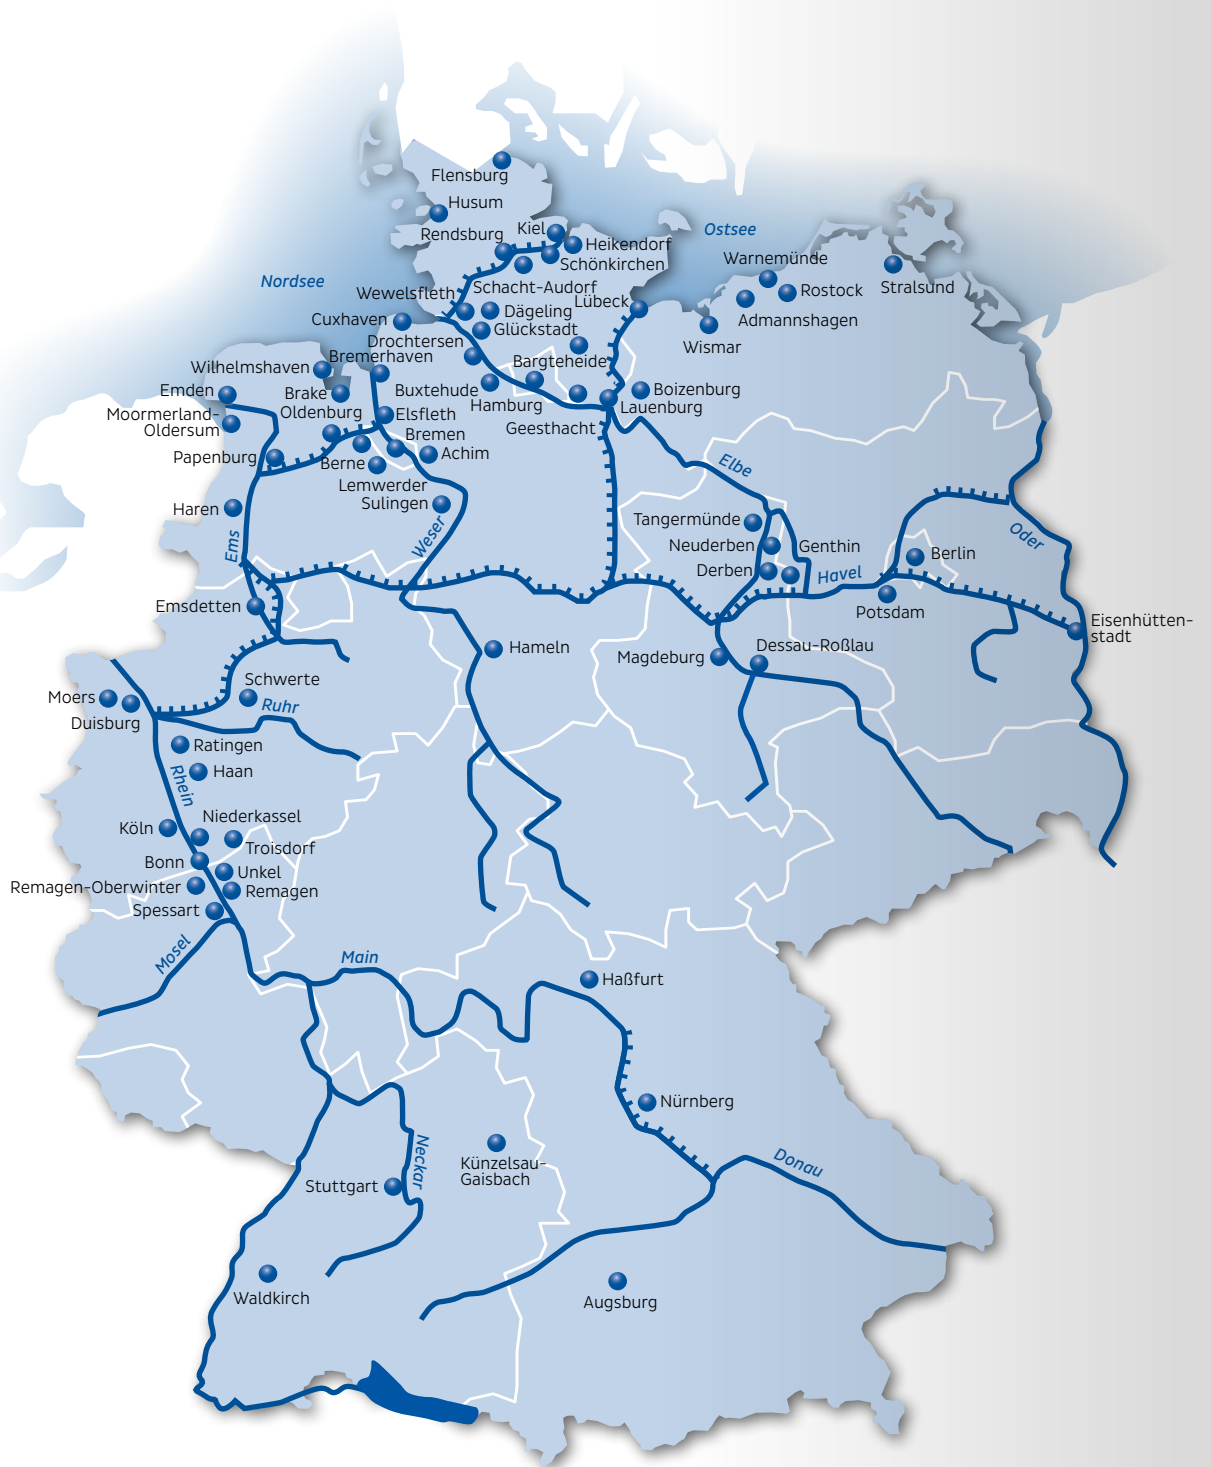 Flensburg
Husum
Kiel
Ostsee
Rendsburg
Heikendorf
Schönkirchen
Warnemünde
Nordsee
Schacht-Audorf
Stralsund
Wewelsfleth
Rostock
Lübeck
Dägeling
Cuxhaven
Admannshagen
Glückstadt
Drochtersen
Wismar
Bremerhaven
Bargteheide
Wilhelmshaven
Emden
Brake
Buxtehude
Boizenburg
Hamburg
Lauenburg
Moormerland-
Oldersum
Oldenburg
Elsfleth
Geesthacht
Bremen
Papenburg
Achim
Berne
Elbe
Lemwerder
Sulingen
Haren
Tangermünde
Ems
Weser
Oder
Neuderben
Genthin
Berlin
Derben
Havel
Emsdetten
Potsdam
Eisenhütten-
stadt
Hameln
Dessau-Roßlau
Magdeburg
Schwerte
Moers
Ruhr
Duisburg
Ratingen
Haan
Rhein
Niederkassel
Köln
Troisdorf
Bonn
Unkel
Remagen-Oberwinter
Remagen
Spessart
Mosel
Main
Haßfurt
Nürnberg
Neckar
Künzelsau-
Gaisbach
Donau
Stuttgart
Waldkirch
Augsburg